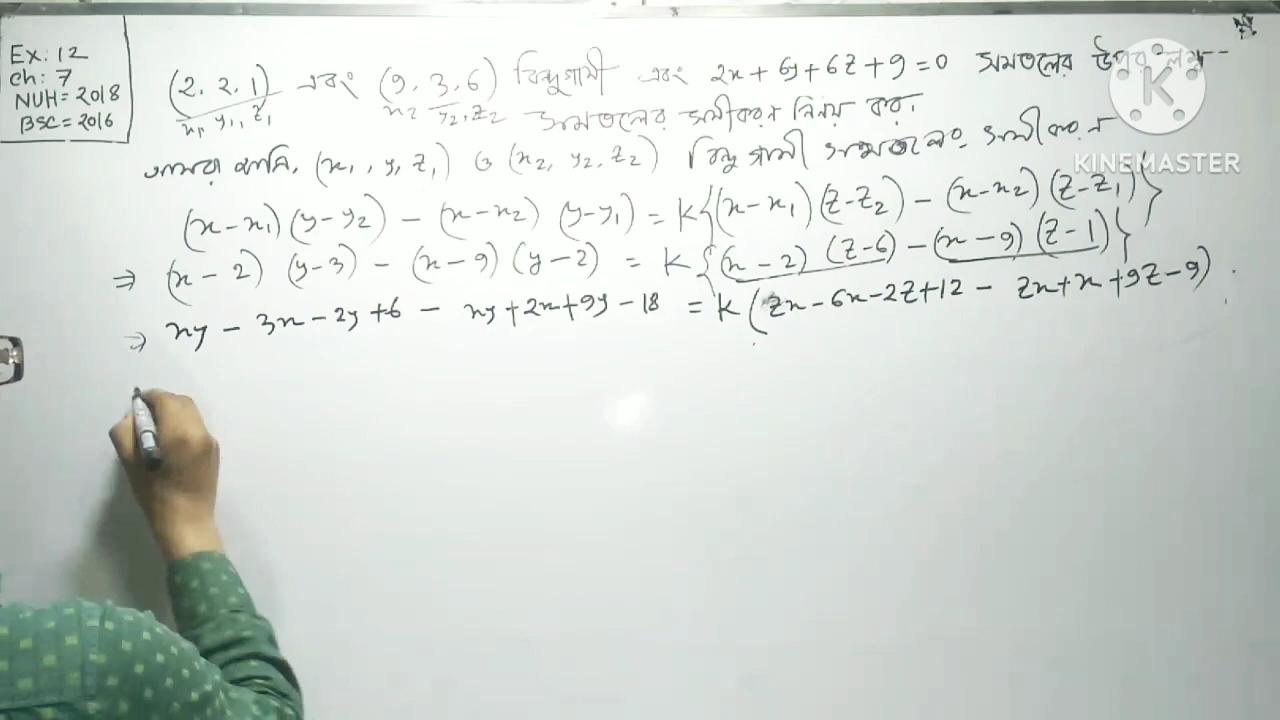 Ex: 12
Ch: 7
NUH = 2018
BSC = 2016
(2, 2, 1) এবং (9, 3, 6) বিন্দুগামী এবং 2x + 6y + 6z + 9 = 0 সমতলের উপর লম্ব
x₁, y₁, z₁ x₂ y₂, z₂ সমতলের সমীকরণ নির্ণয় কর।
আমরা জানি, (x₁, y, z₁) ও (x₂, y₂, z₂) বিন্দুগামী সমতলের সমীকরণ
(x - x₁) (y - y₂) - (x - x₂) (y - y₁) = k{(x - x₁) (z - z₂) - (x - x₂) (z - z₁)}
⇒ (x - 2) (y - 3) - (x - 9) (y - 2) = k{(x - 2) (z - 6) - (x - 9) (z - 1)}
⇒ xy - 3x - 2y + 6 - xy + 2x + 9y - 18 = k(zx - 6x - 2z + 12 - zx + x + 9z - 9)
K
KINEMASTER